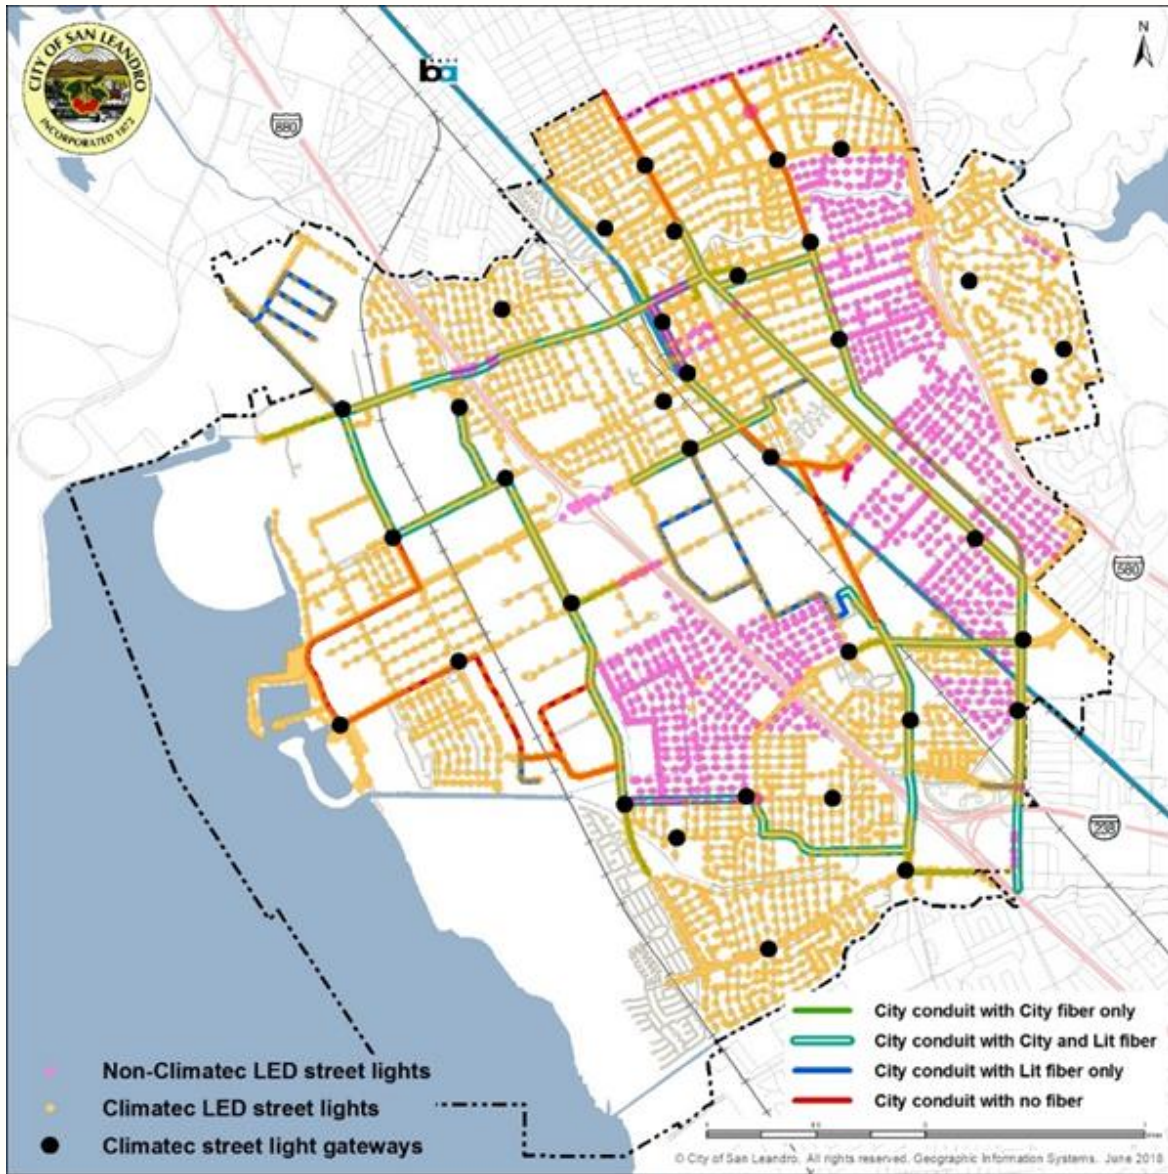 CITY OF SAN LEANDRO
INCORPORATED 1872
ba
N
880
580
238
Non-Climatec LED street lights
Climatec LED street lights
Climatec street light gateways
City conduit with City fiber only
City conduit with City and Lit fiber
City conduit with Lit fiber only
City conduit with no fiber
© City of San Leandro. All rights reserved. Geographic Information Systems. June 2018